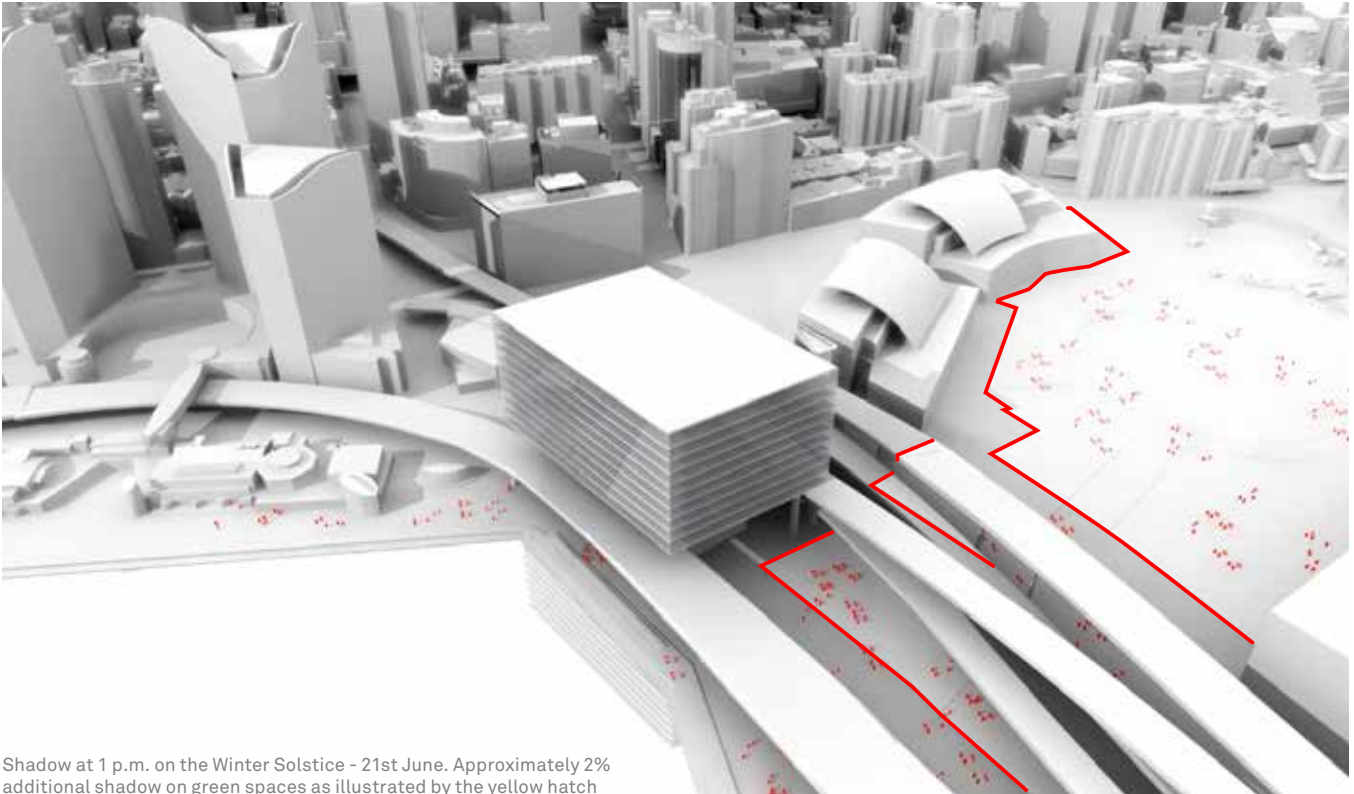 Shadow at 1 p.m. on the Winter Solstice - 21st June. Approximately 2%
additional shadow on green spaces as illustrated by the yellow hatch